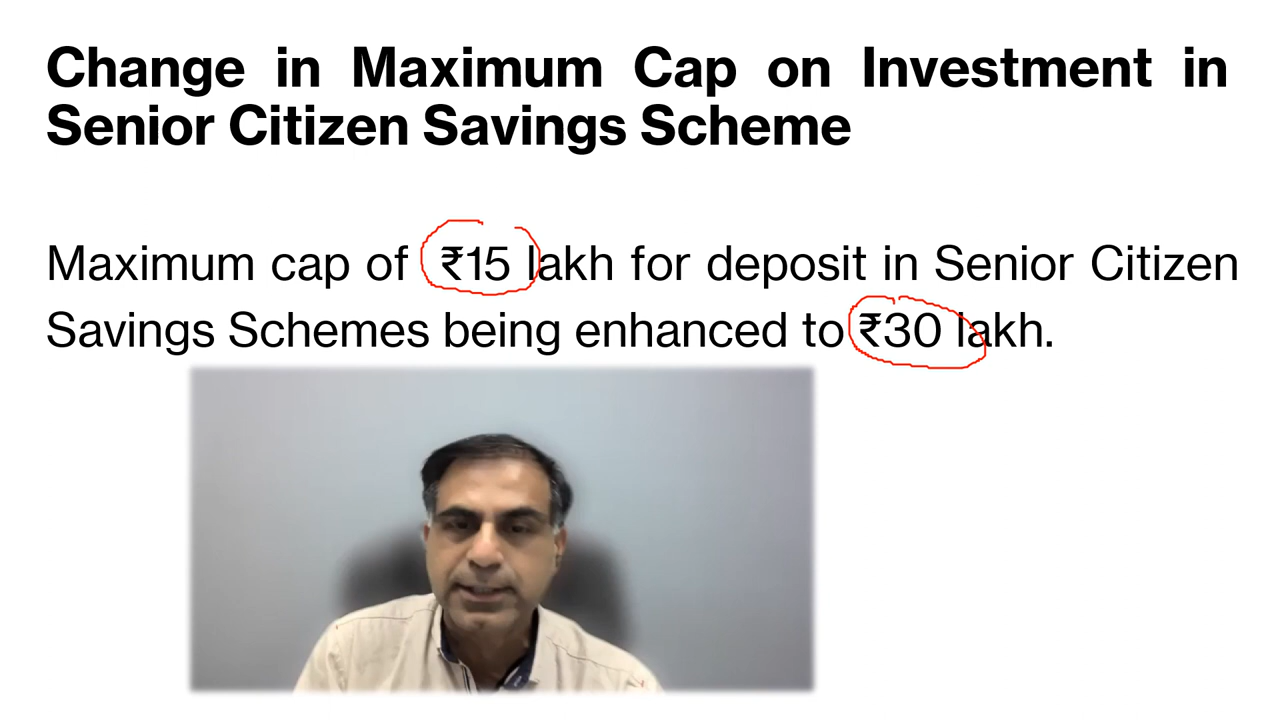 Change in Maximum Cap on Investment in
Senior Citizen Savings Scheme
Maximum cap of ₹15 lakh for deposit in Senior Citizen
Savings Schemes being enhanced to ₹30 lakh.